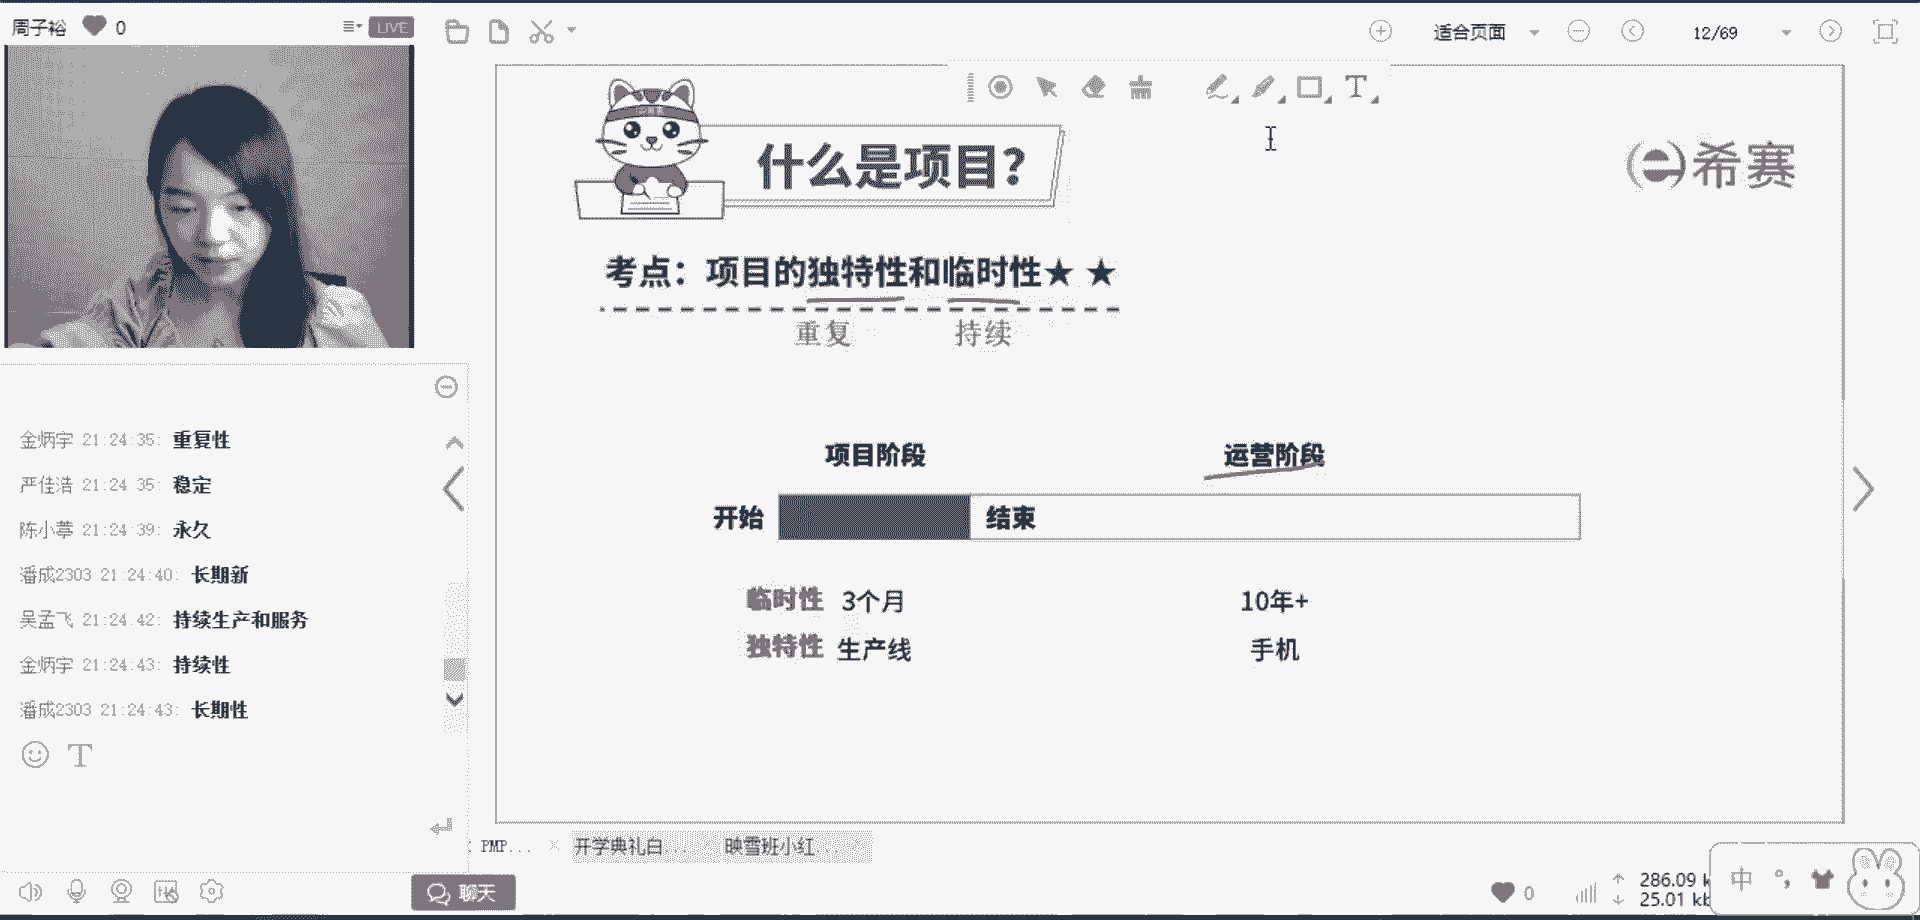 周子裕 0 LIVE
适合页面 12/69
什么是项目?
希赛
考点：项目的独特性和临时性★ ★
重复 持续
项目阶段 运营阶段
开始 结束
临时性 3个月 10年+
独特性 生产线 手机
金炳宇 21:24:35: 重复性
严佳浩 21:24:35: 稳定
陈小葶 21:24:39: 永久
潘成2303 21:24:40: 长期新
吴孟飞 21:24:42: 持续生产和服务
金炳宇 21:24:43: 持续性
潘成2303 21:24:43: 长期性
PMP... 开学典礼白... 映雪班小红...
聊天
0
↑ 286.09 k
↓ 25.01 kb
中